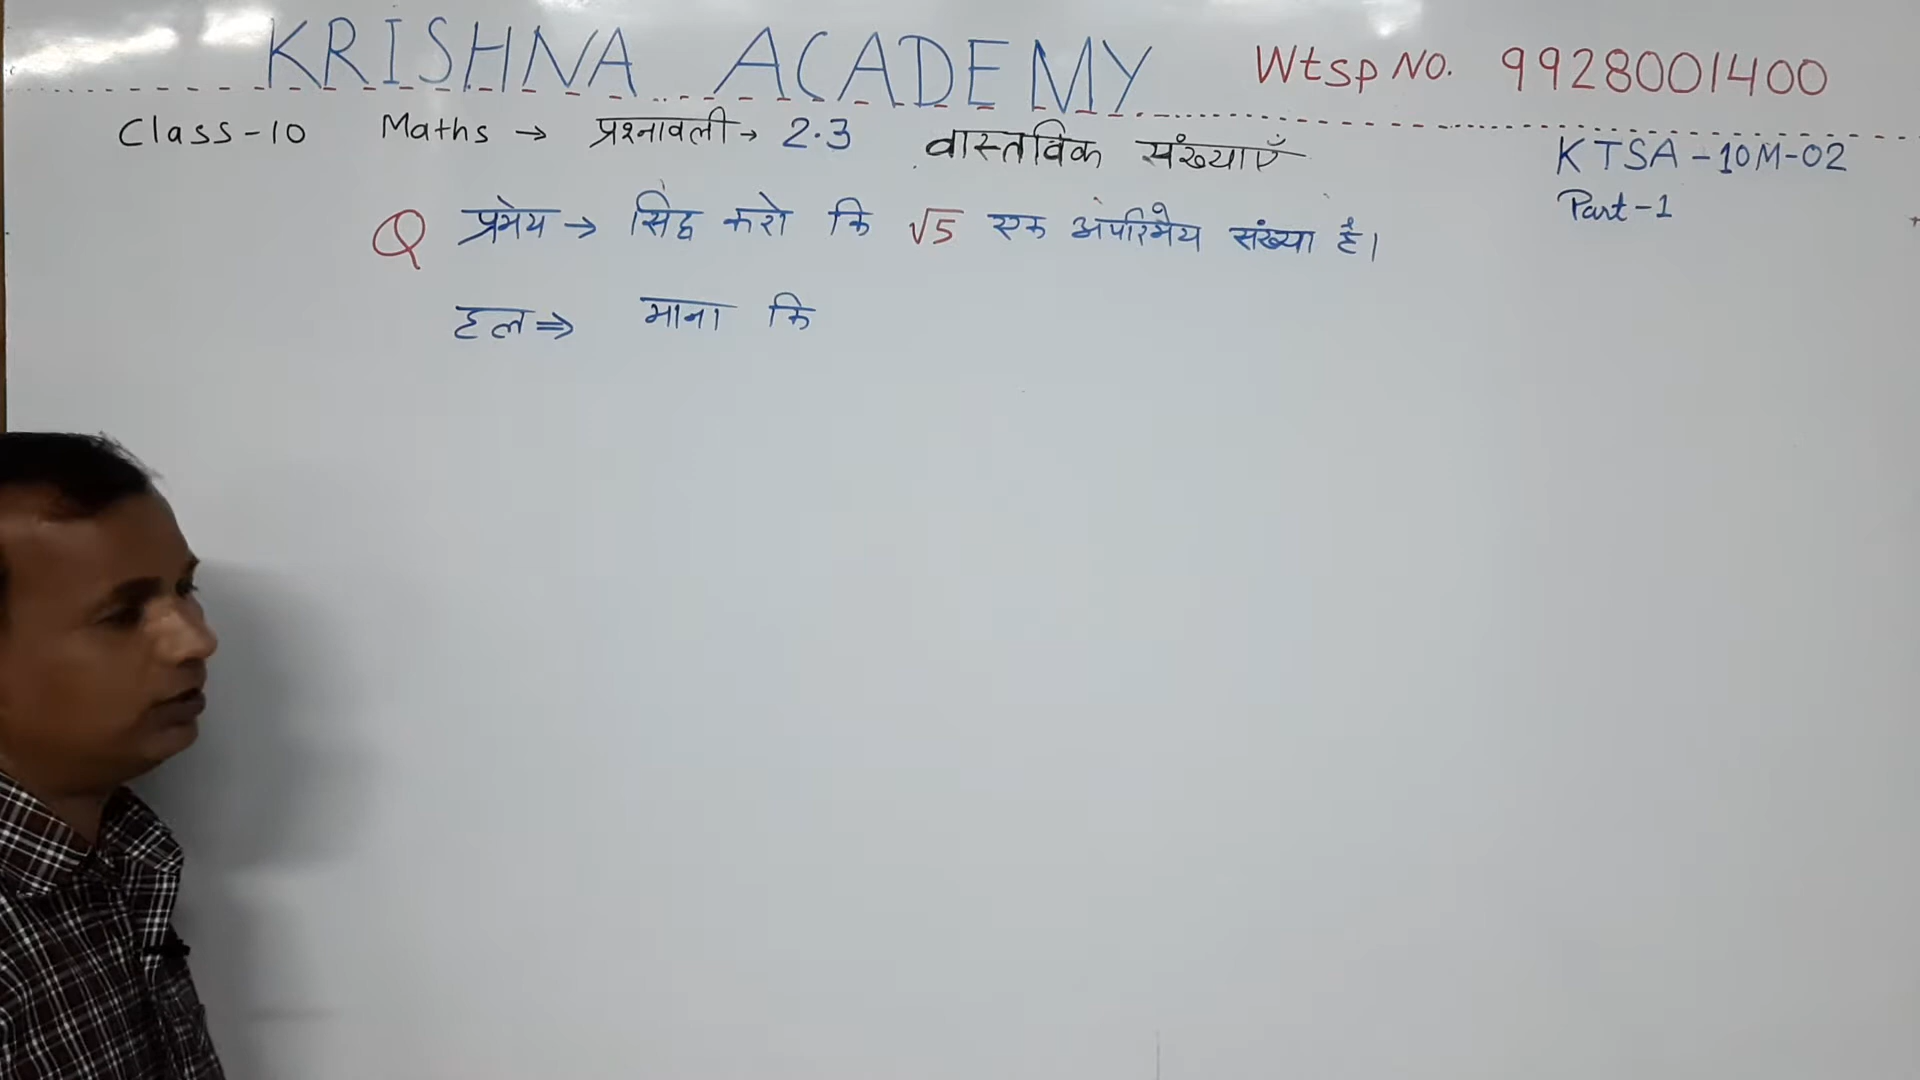 KRISHNA ACADEMY Wtsp NO. 9928001400
Class-10 Maths → प्रश्नावली → 2.3 वास्तविक संख्याएँ KTSA-10M-02
Part-1
Q प्रमेय → सिद्ध करो कि √5 एक अपरिमेय संख्या है।
हल ⇒ माना कि